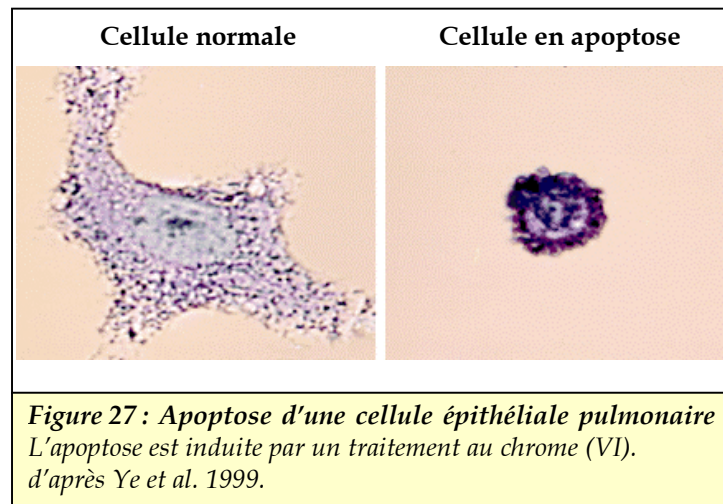 Cellule normale
Cellule en apoptose
Figure 27 : Apoptose d'une cellule épithéliale pulmonaire
L'apoptose est induite par un traitement au chrome (VI).
d'après Ye et al. 1999.